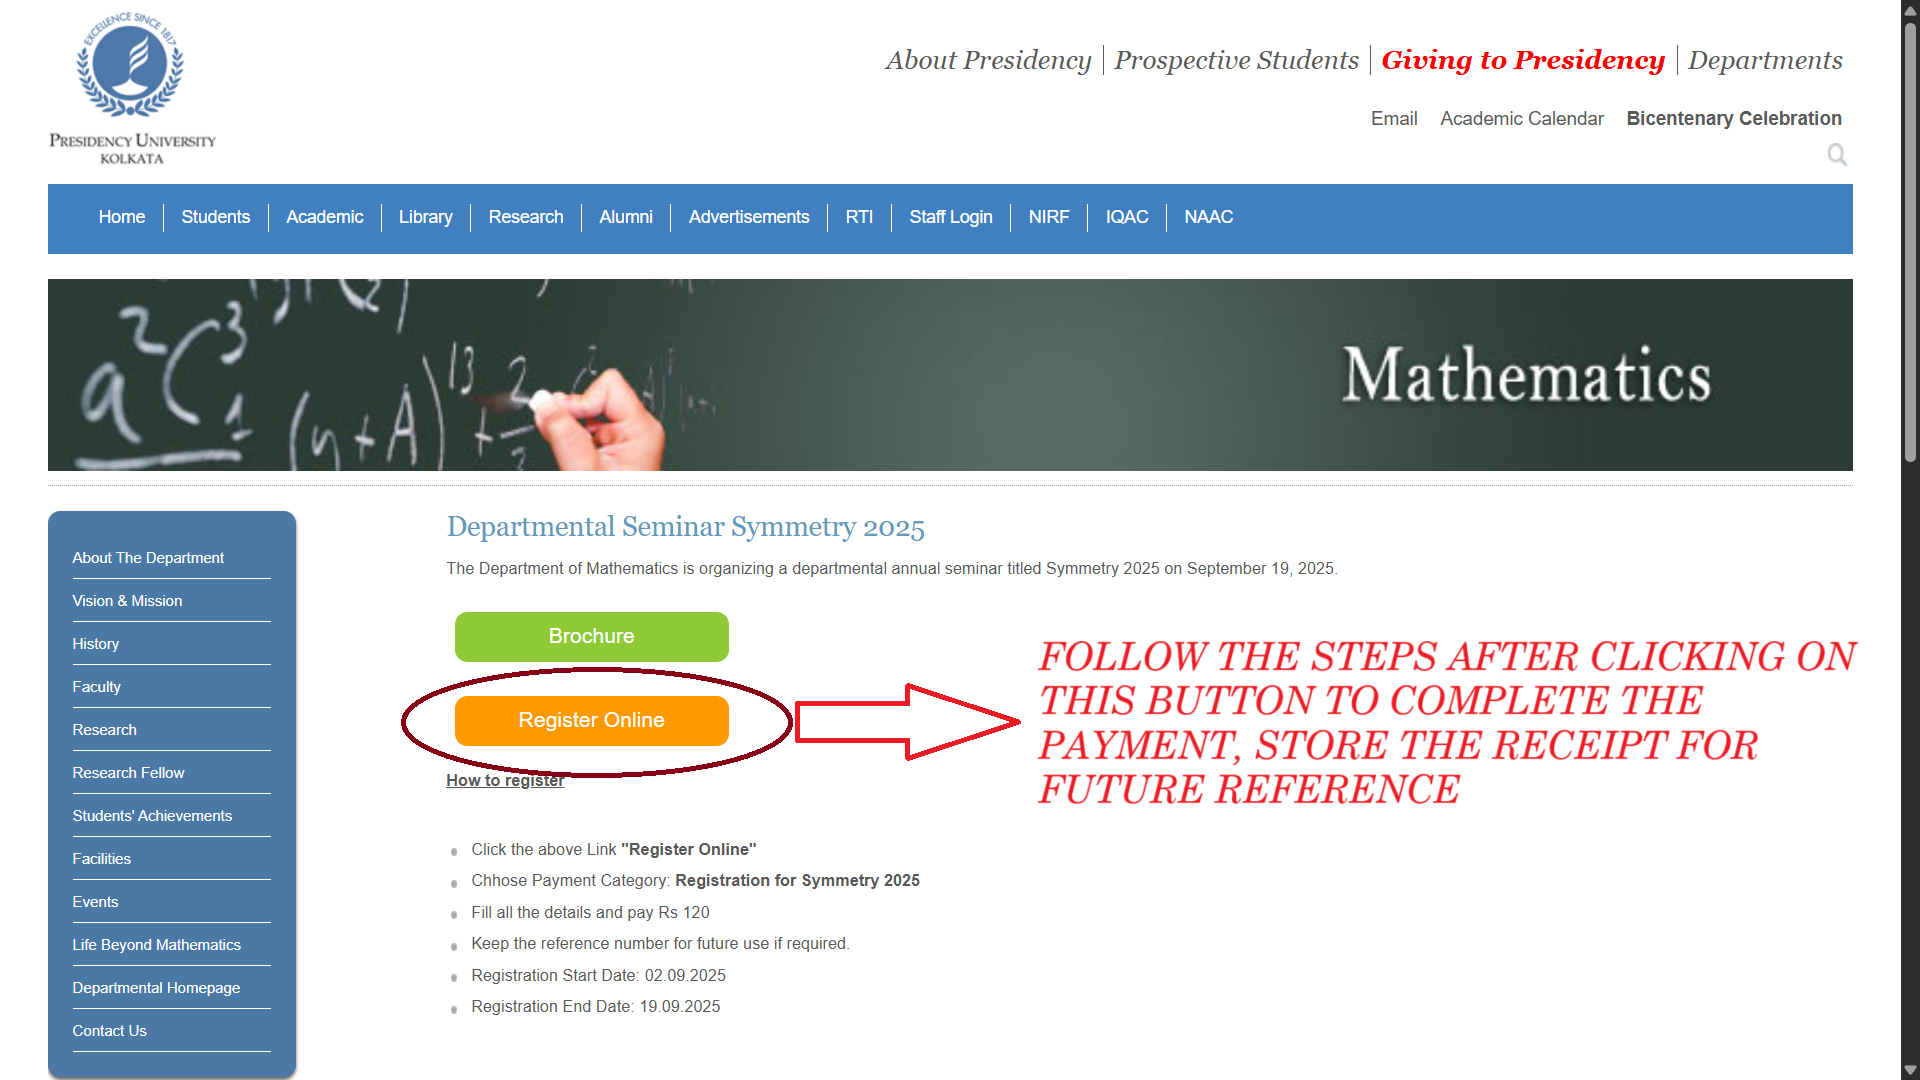 EXCELLENCE SINCE 1817
PRESIDENCY UNIVERSITY
KOLKATA
About Presidency
Prospective Students
Giving to Presidency
Departments
Email
Academic Calendar
Bicentenary Celebration
Home
Students
Academic
Library
Research
Alumni
Advertisements
RTI
Staff Login
NIRF
IQAC
NAAC
Mathematics
About The Department
Vision & Mission
History
Faculty
Research
Research Fellow
Students' Achievements
Facilities
Events
Life Beyond Mathematics
Departmental Homepage
Contact Us
Departmental Seminar Symmetry 2025
The Department of Mathematics is organizing a departmental annual seminar titled Symmetry 2025 on September 19, 2025.
Brochure
Register Online
FOLLOW THE STEPS AFTER CLICKING ON
THIS BUTTON TO COMPLETE THE
PAYMENT, STORE THE RECEIPT FOR
FUTURE REFERENCE
How to register
Click the above Link "Register Online"
Chhose Payment Category: Registration for Symmetry 2025
Fill all the details and pay Rs 120
Keep the reference number for future use if required.
Registration Start Date: 02.09.2025
Registration End Date: 19.09.2025